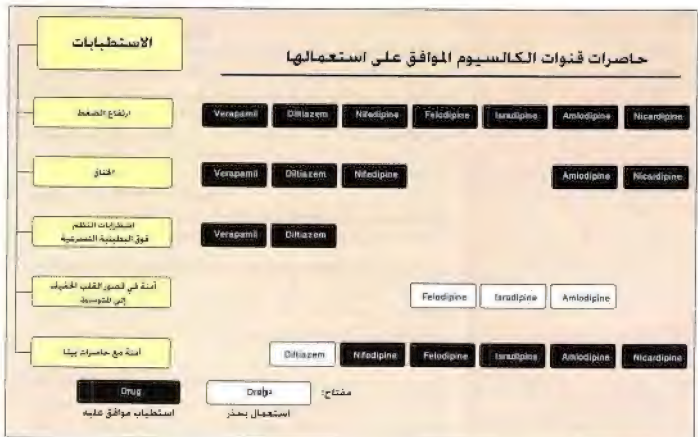 الاستطبابات
حاصرات قنوات الكالسيوم الموافق على استعمالها
ارتفاع الضغط
Verapamil Diltiazem Nifedipine Felodipine Isradipine Amlodipine Nicardipine
الخناق
Verapamil Diltiazem Nifedipine Amlodipine Nicardipine
اضطرابات النظم
فوق البطينية التسرعية
Verapamil Diltiazem
آمنة في قصور القلب الخفيف
إلى المتوسط
Felodipine Isradipine Amlodipine
آمنة مع حاصرات بيتا
Diltiazem Nifedipine Felodipine Isradipine Amlodipine Nicardipine
مفتاح:
Drug
استطباب موافق عليه
استعمال بحذر